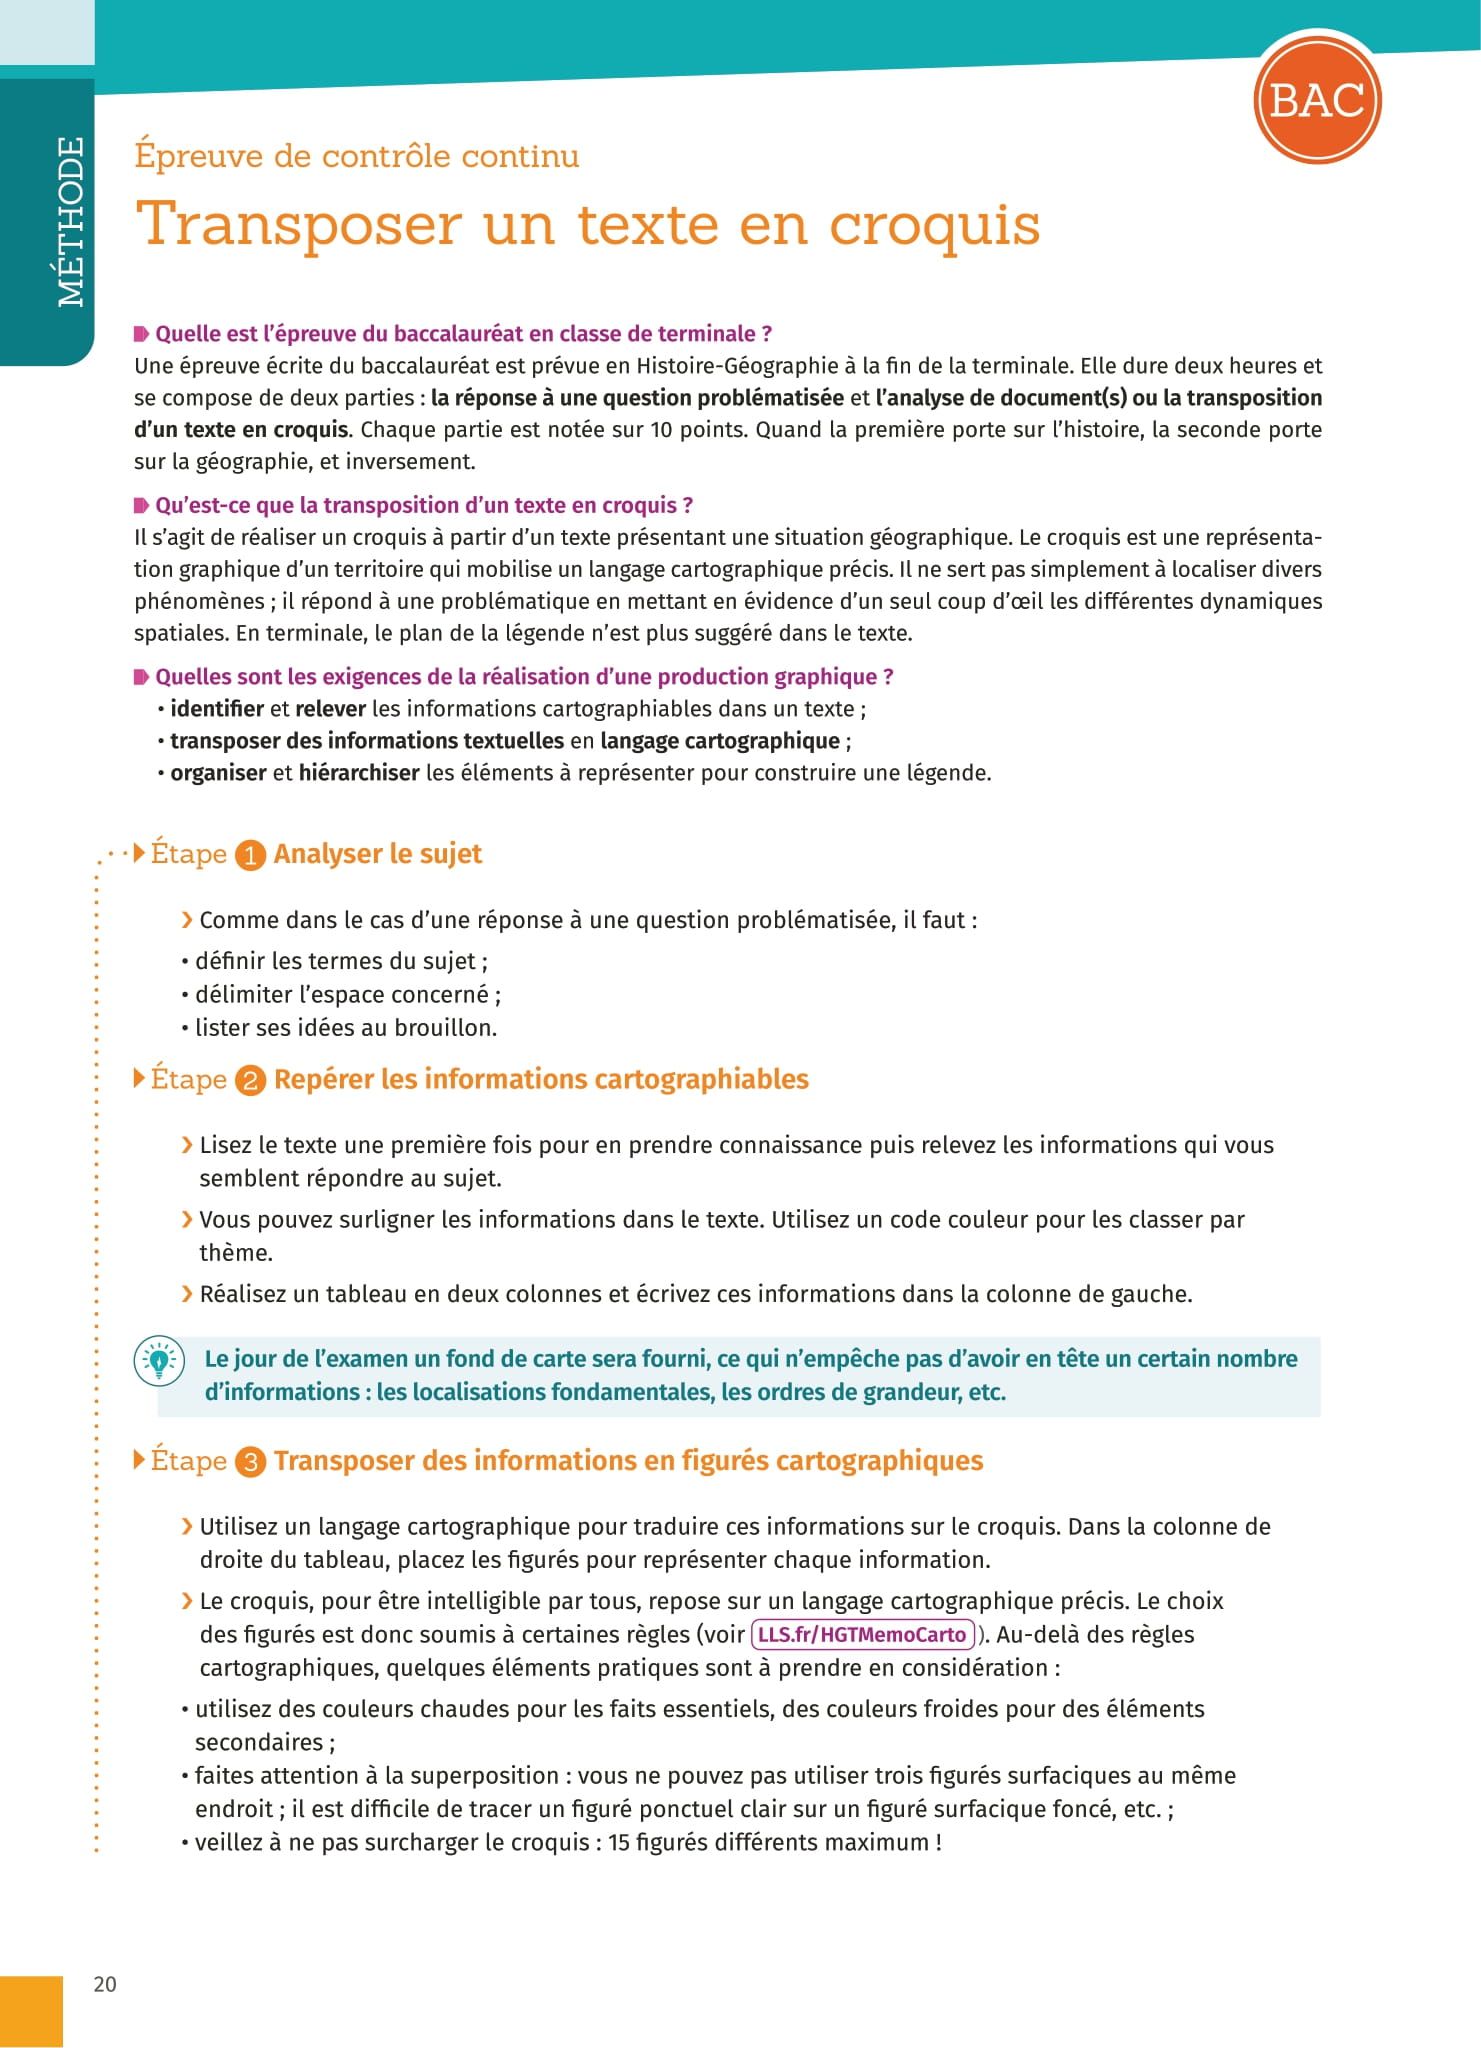 BAC
MÉTHODE
Épreuve de contrôle continu
Transposer un texte en croquis
Quelle est l’épreuve du baccalauréat en classe de terminale ?
Une épreuve écrite du baccalauréat est prévue en Histoire-Géographie à la fin de la terminale. Elle dure deux heures et
se compose de deux parties : la réponse à une question problématisée et l’analyse de document(s) ou la transposition
d’un texte en croquis. Chaque partie est notée sur 10 points. Quand la première porte sur l’histoire, la seconde porte
sur la géographie, et inversement.
Qu’est-ce que la transposition d’un texte en croquis ?
Il s’agit de réaliser un croquis à partir d’un texte présentant une situation géographique. Le croquis est une représenta-
tion graphique d’un territoire qui mobilise un langage cartographique précis. Il ne sert pas simplement à localiser divers
phénomènes ; il répond à une problématique en mettant en évidence d’un seul coup d’œil les différentes dynamiques
spatiales. En terminale, le plan de la légende n’est plus suggéré dans le texte.
Quelles sont les exigences de la réalisation d’une production graphique ?
• identifier et relever les informations cartographiables dans un texte ;
• transposer des informations textuelles en langage cartographique ;
• organiser et hiérarchiser les éléments à représenter pour construire une légende.
Étape 1 Analyser le sujet
› Comme dans le cas d’une réponse à une question problématisée, il faut :
• définir les termes du sujet ;
• délimiter l’espace concerné ;
• lister ses idées au brouillon.
Étape 2 Repérer les informations cartographiables
› Lisez le texte une première fois pour en prendre connaissance puis relevez les informations qui vous
semblent répondre au sujet.
› Vous pouvez surligner les informations dans le texte. Utilisez un code couleur pour les classer par
thème.
› Réalisez un tableau en deux colonnes et écrivez ces informations dans la colonne de gauche.
Le jour de l’examen un fond de carte sera fourni, ce qui n’empêche pas d’avoir en tête un certain nombre
d’informations : les localisations fondamentales, les ordres de grandeur, etc.
Étape 3 Transposer des informations en figurés cartographiques
› Utilisez un langage cartographique pour traduire ces informations sur le croquis. Dans la colonne de
droite du tableau, placez les figurés pour représenter chaque information.
› Le croquis, pour être intelligible par tous, repose sur un langage cartographique précis. Le choix
des figurés est donc soumis à certaines règles (voir LLS.fr/HGTMemoCarto ). Au-delà des règles
cartographiques, quelques éléments pratiques sont à prendre en considération :
• utilisez des couleurs chaudes pour les faits essentiels, des couleurs froides pour des éléments
secondaires ;
• faites attention à la superposition : vous ne pouvez pas utiliser trois figurés surfaciques au même
endroit ; il est difficile de tracer un figuré ponctuel clair sur un figuré surfacique foncé, etc. ;
• veillez à ne pas surcharger le croquis : 15 figurés différents maximum !
20